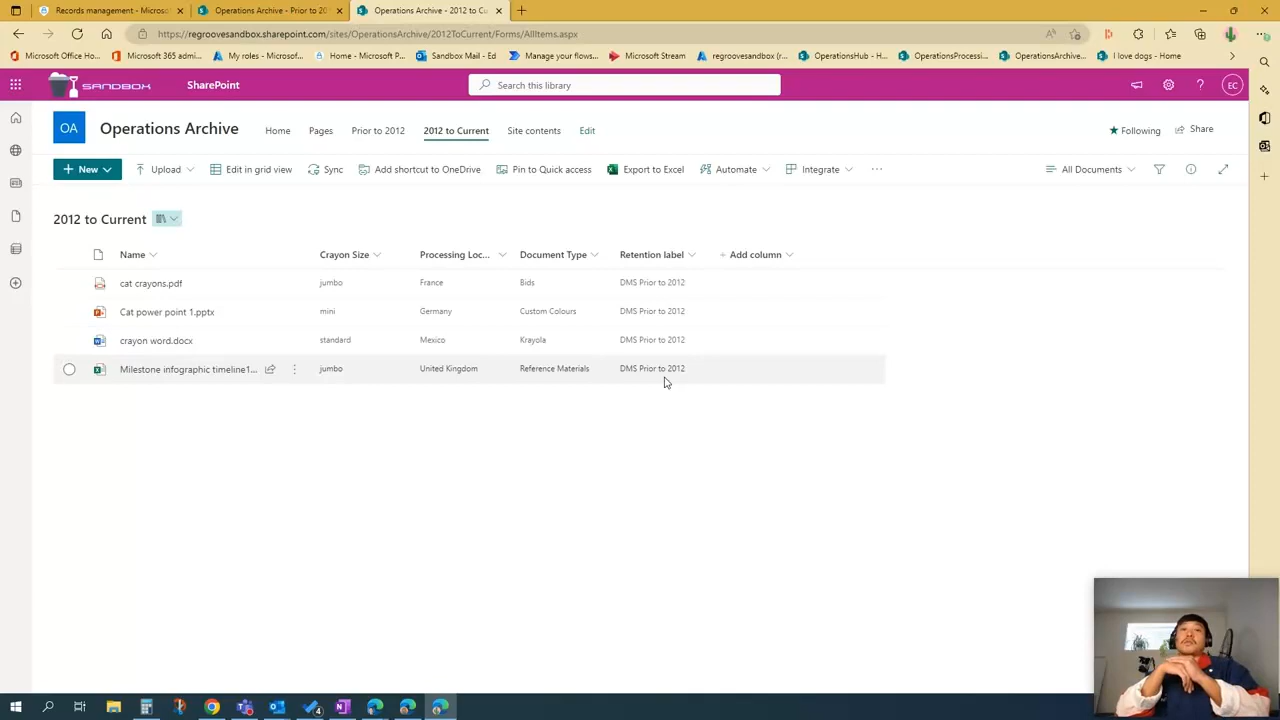 Records management - Microsof
Operations Archive - Prior to 20
Operations Archive - 2012 to Cu
https://regroovesandbox.sharepoint.com/sites/OperationsArchive/2012ToCurrent/Forms/AllItems.aspx
Microsoft Office Ho...
Microsoft 365 admi...
My roles - Microsof...
Home - Microsoft P...
Sandbox Mail - Ed
Manage your flows...
Microsoft Stream
regroovesandbox (r...
OperationsHub - H...
OperationsProcessi...
OperationsArchive...
I love dogs - Home
SANDBOX
SharePoint
Search this library
EC
OA
Operations Archive
Home
Pages
Prior to 2012
2012 to Current
Site contents
Edit
Following
Share
New
Upload
Edit in grid view
Sync
Add shortcut to OneDrive
Pin to Quick access
Export to Excel
Automate
Integrate
...
All Documents
2012 to Current
Name Crayon Size Processing Loc... Document Type Retention label + Add column
cat crayons.pdf jumbo France Bids DMS Prior to 2012
Cat power point 1.pptx mini Germany Custom Colours DMS Prior to 2012
crayon word.docx standard Mexico Krayola DMS Prior to 2012
Milestone infographic timeline1... jumbo United Kingdom Reference Materials DMS Prior to 2012